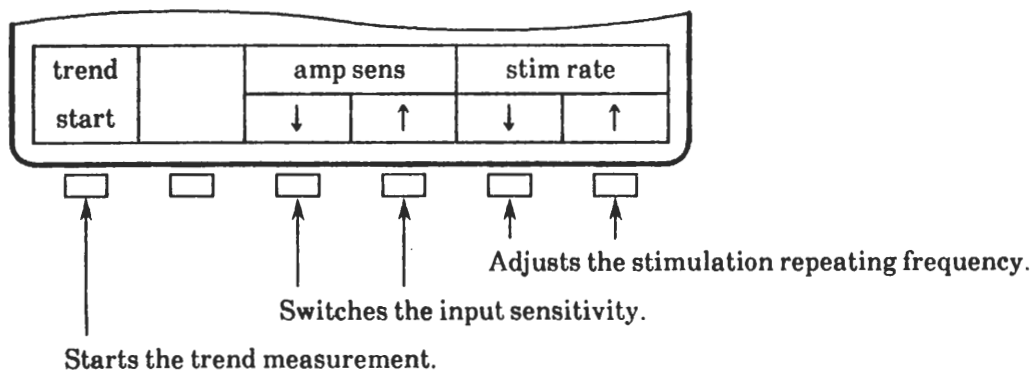 trend
start
amp sens
↓ ↑
stim rate
↓ ↑
Adjusts the stimulation repeating frequency.
Switches the input sensitivity.
Starts the trend measurement.